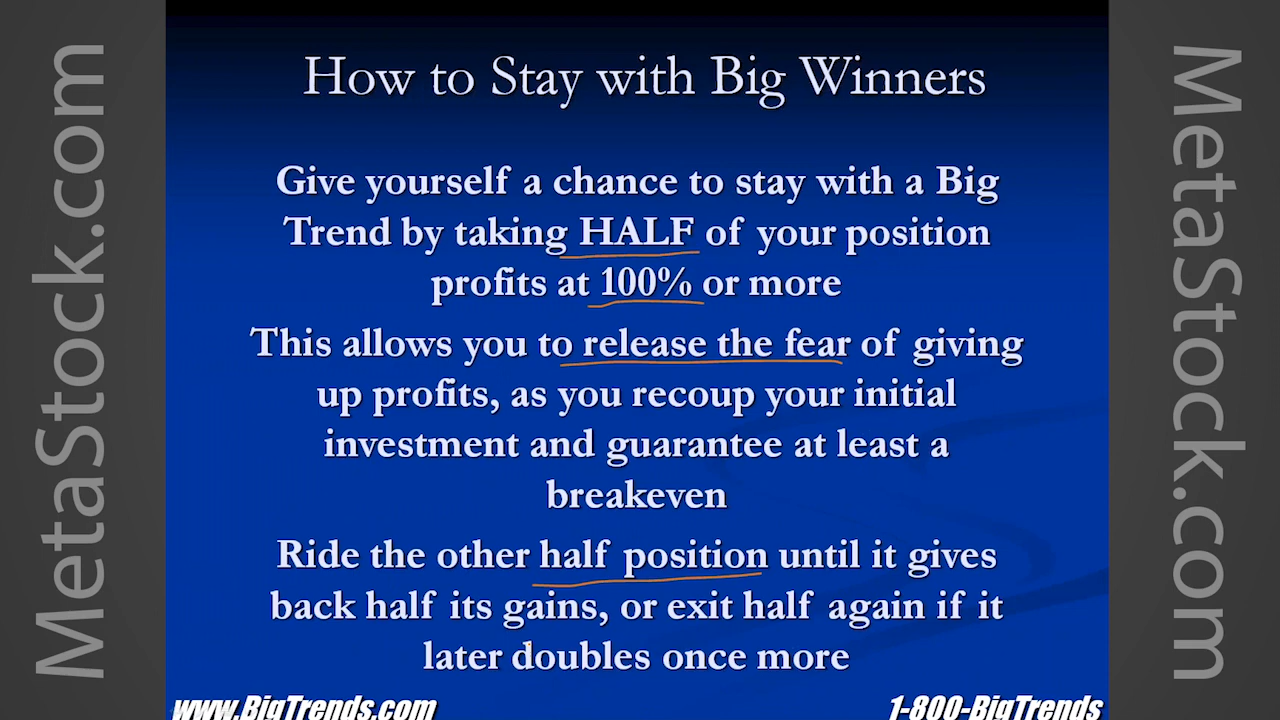 MetaStock.com
How to Stay with Big Winners
Give yourself a chance to stay with a Big
Trend by taking HALF of your position
profits at 100% or more
This allows you to release the fear of giving
up profits, as you recoup your initial
investment and guarantee at least a
breakeven
Ride the other half position until it gives
back half its gains, or exit half again if it
later doubles once more
www.BigTrends.com
1-800-BigTrends
MetaStock.com